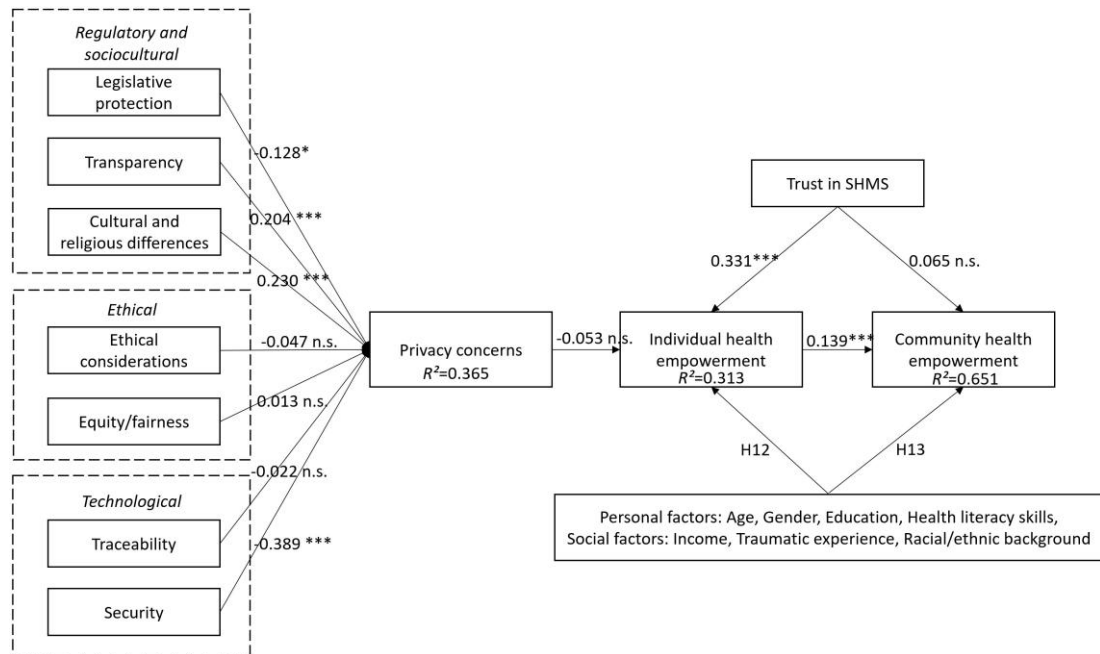 Regulatory and
sociocultural
Legislative
protection
Transparency
Cultural and
religious differences
-0.128*
0.204 ***
0.230 ***
Ethical
Ethical
considerations
Equity/fairness
-0.047 n.s.
0.013 n.s.
Technological
Traceability
Security
-0.022 n.s.
-0.389 ***
Privacy concerns
R²=0.365
-0.053 n.s.
Trust in SHMS
0.331***
0.065 n.s.
Individual health
empowerment
R²=0.313
0.139***
Community health
empowerment
R²=0.651
H12
H13
Personal factors: Age, Gender, Education, Health literacy skills,
Social factors: Income, Traumatic experience, Racial/ethnic background